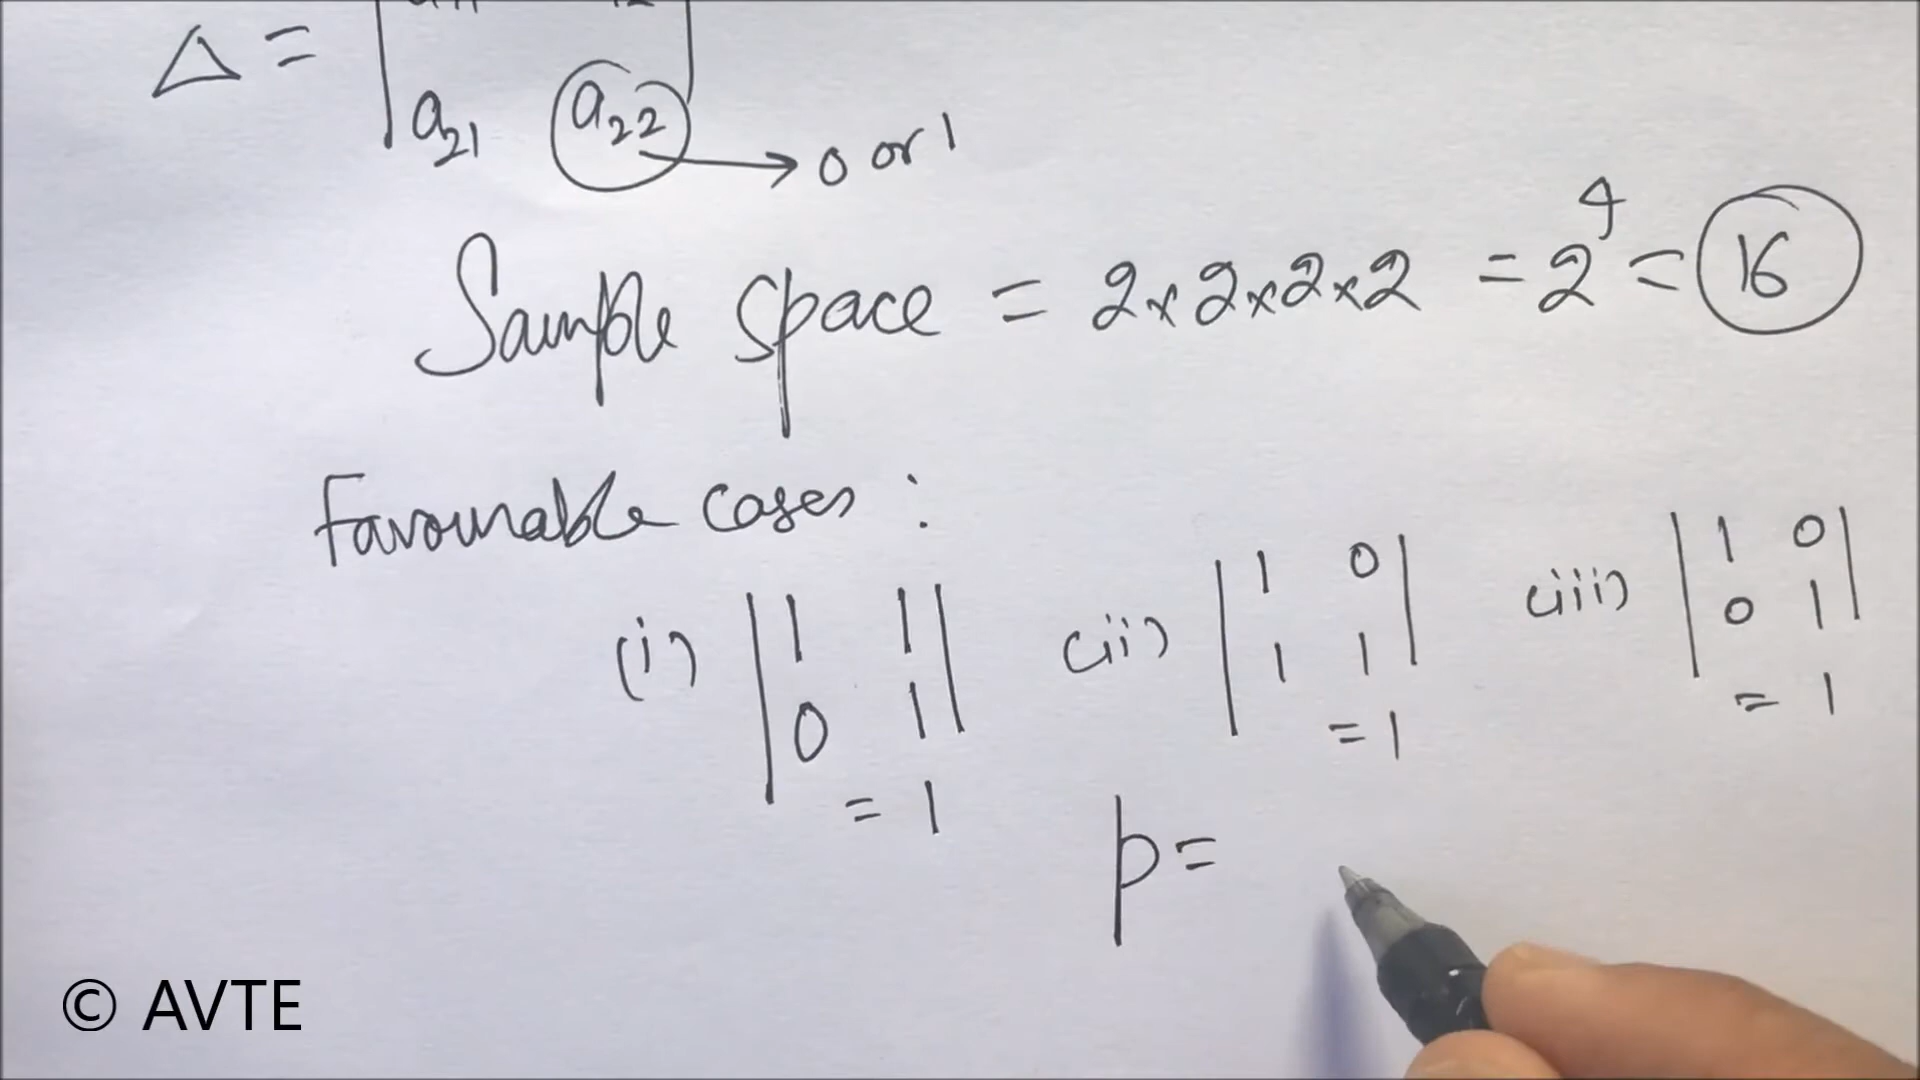 Δ =
a21 a22 → 0 or 1
Sample space = 2×2×2×2 = 2^4 = 16
Favourable cases :
(i) | 1 1 | (ii) | 1 0 | (iii) | 1 0 |
| 0 1 | | 1 1 | | 0 1 |
= 1 = 1 = 1
p =
© AVTE